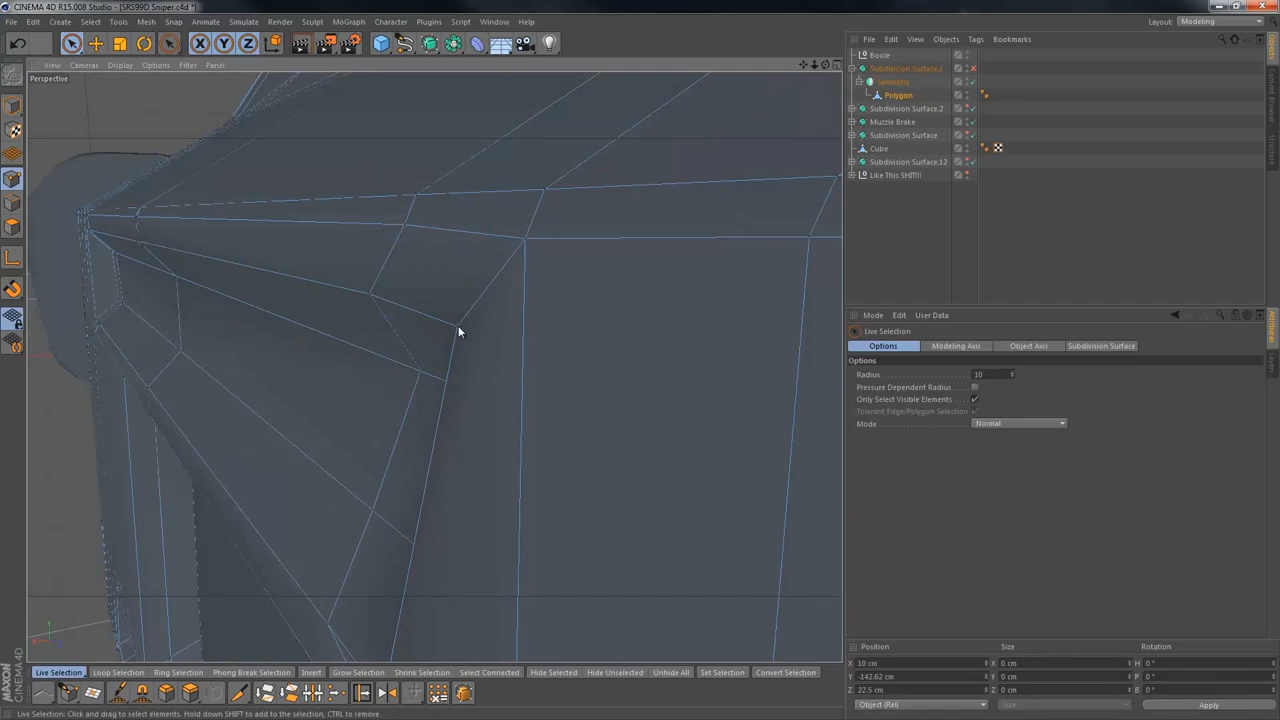 CINEMA 4D R15.008 Studio - [SRS99D Sniper.c4d *]
File Edit Create Select Tools Mesh Snap Animate Simulate Render Sculpt MoGraph Character Plugins Script Window Help
Layout: Modeling
X Y Z
View Cameras Display Options Filter Panel
Perspective
File Edit View Objects Tags Bookmarks
Boole
Subdivision Surface.1
Symmetry
Polygon
Subdivision Surface.2
Muzzle Brake
Subdivision Surface
Cube
Subdivision Surface.12
Like This SHIT!!!
Objects
Content Browser
Structure
Mode Edit User Data
Live Selection
Options Modeling Axis Object Axis Subdivision Surface
Options
Radius 10
Pressure Dependent Radius
Only Select Visible Elements
Tolerant Edge/Polygon Selection
Mode Normal
Attributes
Layers
Position Size Rotation
X 10 cm X 0 cm H 0 °
Y -142.62 cm Y 0 cm P 0 °
Z 22.5 cm Z 0 cm B 0 °
Object (Rel) Size Apply
Live Selection Loop Selection Ring Selection Phong Break Selection Invert Grow Selection Shrink Selection Select Connected Hide Selected Hide Unselected Unhide All Set Selection Convert Selection
MAXON CINEMA 4D
Live Selection: Click and drag to select elements. Hold down SHIFT to add to the selection, CTRL to remove.